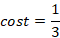 cost = 1/3